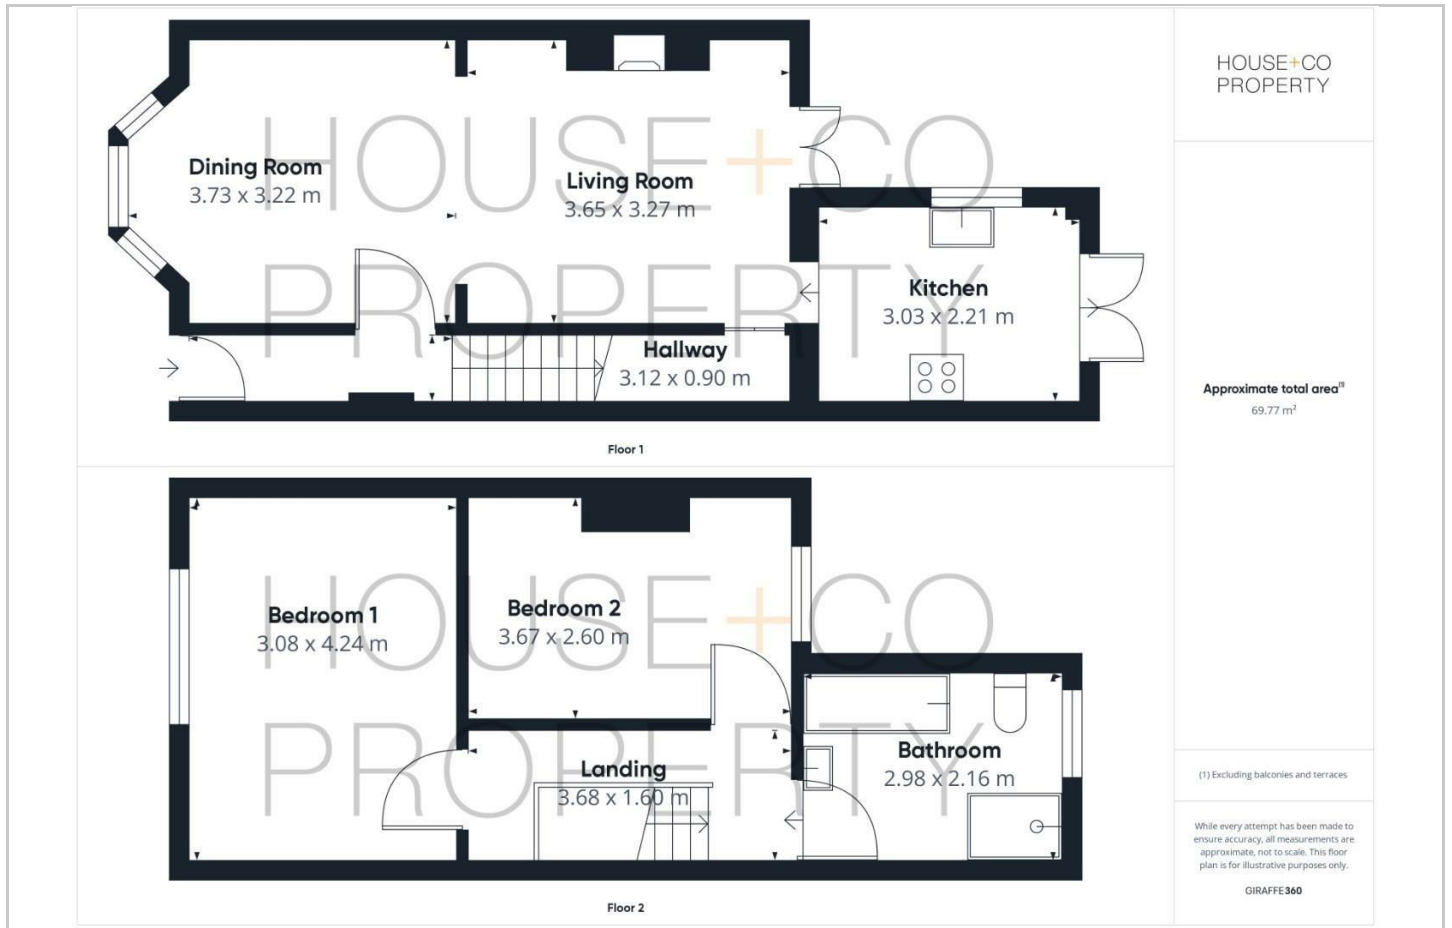 HOUSE+CO
PROPERTY
Dining Room
3.73 x 3.22 m
Living Room
3.65 x 3.27 m
Kitchen
3.03 x 2.21 m
Hallway
3.12 x 0.90 m
HOUSE+CO
PROPERTY
Floor 1
Bedroom 1
3.08 x 4.24 m
Bedroom 2
3.67 x 2.60 m
Landing
3.68 x 1.60 m
Bathroom
2.98 x 2.16 m
HOUSE+CO
PROPERTY
Floor 2
Approximate total area(1)
69.77 m²
(1) Excluding balconies and terraces
While every attempt has been made to
ensure accuracy, all measurements are
approximate, not to scale. This floor
plan is for illustrative purposes only.
GIRAFFE360